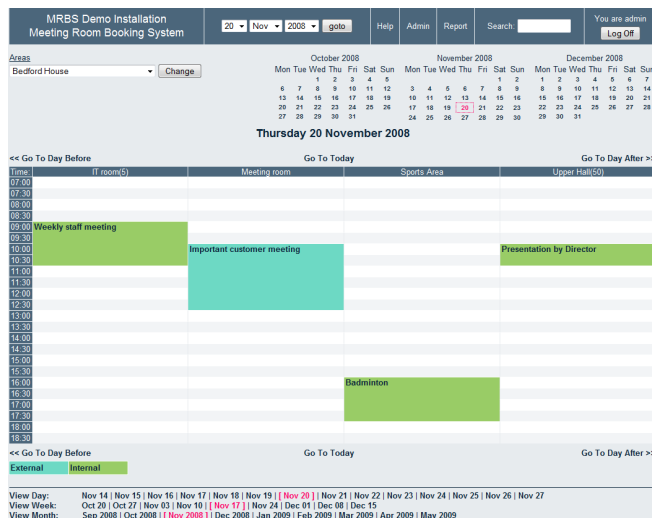 MRBS Demo Installation
Meeting Room Booking System
20 Nov 2008 goto
Help Admin Report Search:
You are admin
Log Off
Areas
Bedford House Change
October 2008
Mon Tue Wed Thu Fri Sat Sun
1 2 3 4 5
6 7 8 9 10 11 12
13 14 15 16 17 18 19
20 21 22 23 24 25 26
27 28 29 30 31
November 2008
Mon Tue Wed Thu Fri Sat Sun
1 2
3 4 5 6 7 8 9
10 11 12 13 14 15 16
17 18 19 20 21 22 23
24 25 26 27 28 29 30
December 2008
Mon Tue Wed Thu Fri Sat Sun
1 2 3 4 5 6 7
8 9 10 11 12 13 14
15 16 17 18 19 20 21
22 23 24 25 26 27 28
29 30 31
Thursday 20 November 2008
<< Go To Day Before Go To Today Go To Day After >>
Time: IT room(5) Meeting room Sports Area Upper Hall(50)
07:00
07:30
08:00
08:30
09:00 Weekly staff meeting
09:30
10:00 Important customer meeting Presentation by Director
10:30
11:00
11:30
12:00
12:30
13:00
13:30
14:00
14:30
15:00
15:30
16:00 Badminton
16:30
17:00
17:30
18:00
18:30
<< Go To Day Before Go To Today Go To Day After >>
External Internal
View Day: Nov 14 | Nov 15 | Nov 16 | Nov 17 | Nov 18 | Nov 19 | [ Nov 20 ] | Nov 21 | Nov 22 | Nov 23 | Nov 24 | Nov 25 | Nov 26 | Nov 27
View Week: Oct 20 | Oct 27 | Nov 03 | Nov 10 | [ Nov 17 ] | Nov 24 | Dec 01 | Dec 08 | Dec 15
View Month: Sep 2008 | Oct 2008 | [ Nov 2008 ] | Dec 2008 | Jan 2009 | Feb 2009 | Mar 2009 | Apr 2009 | May 2009